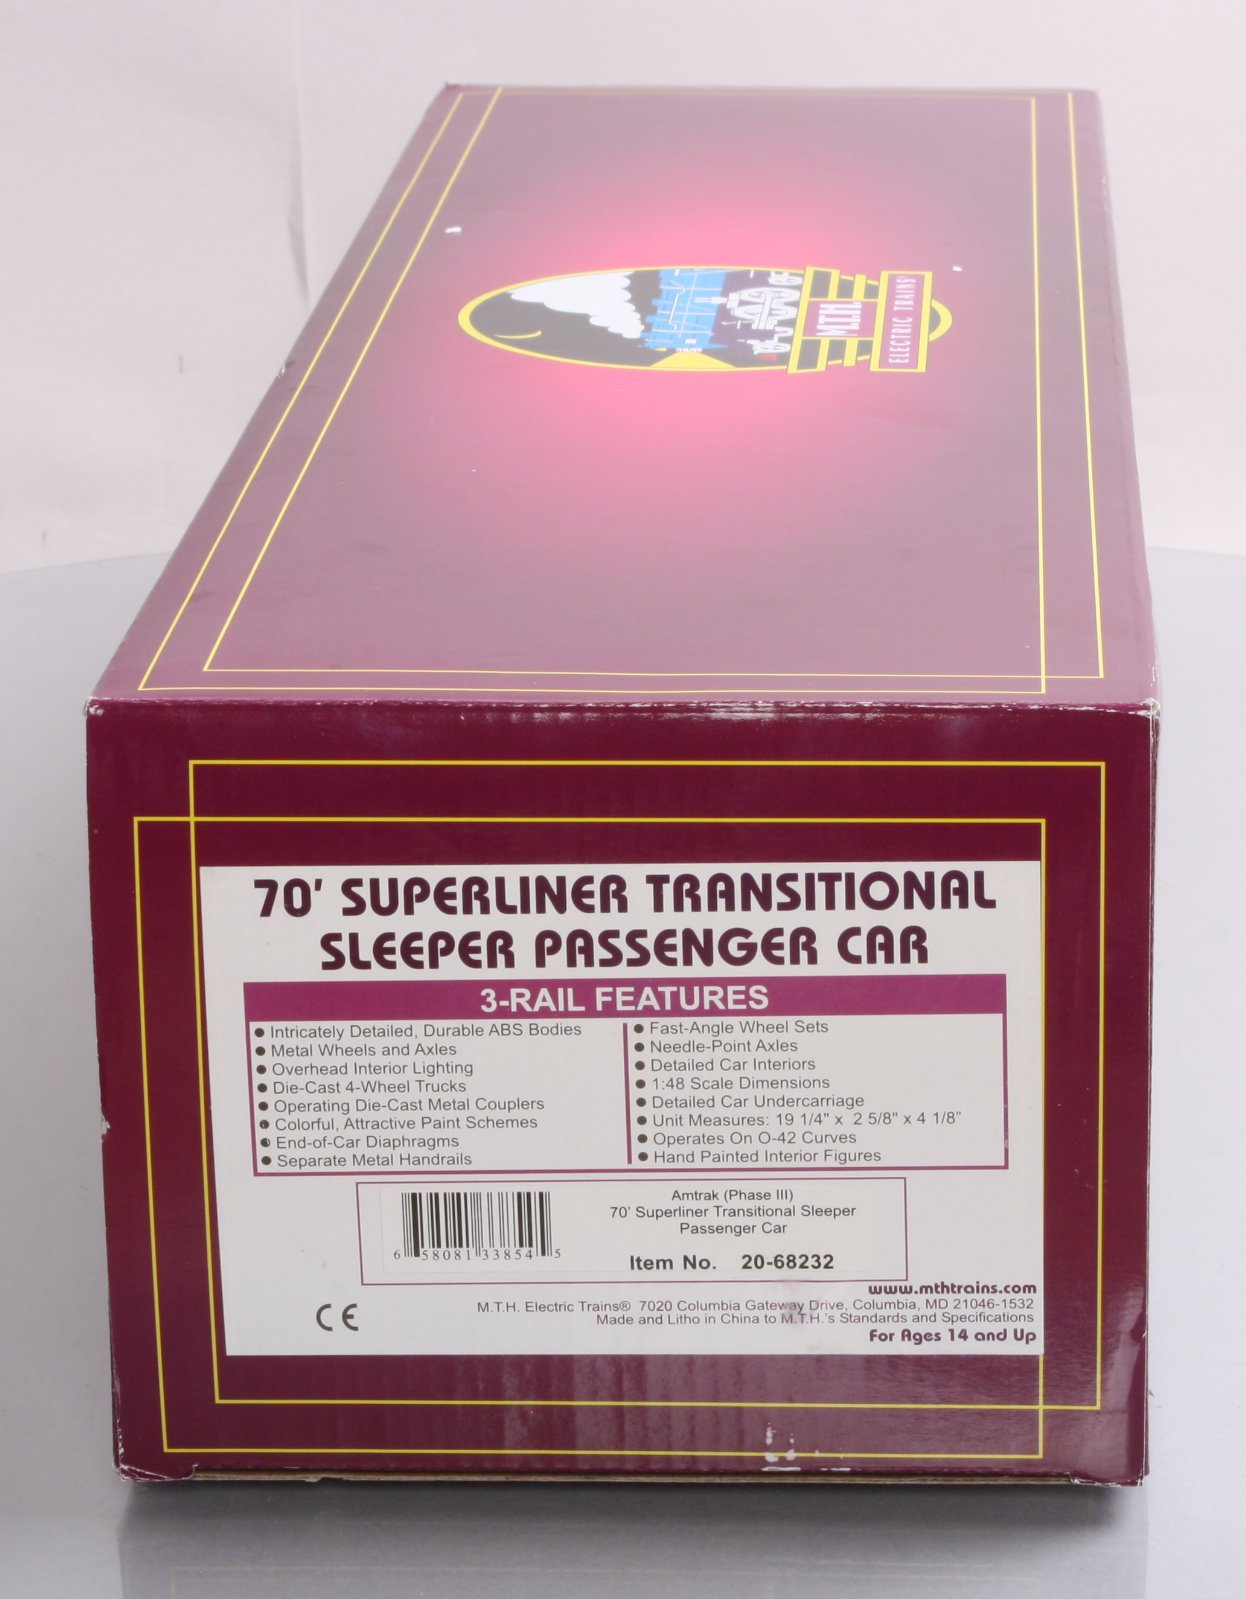 M.T.H.
ELECTRIC TRAINS
70' SUPERLINER TRANSITIONAL
SLEEPER PASSENGER CAR
3-RAIL FEATURES
● Intricately Detailed, Durable ABS Bodies
● Metal Wheels and Axles
● Overhead Interior Lighting
● Die-Cast 4-Wheel Trucks
● Operating Die-Cast Metal Couplers
● Colorful, Attractive Paint Schemes
● End-of-Car Diaphragms
● Separate Metal Handrails
● Fast-Angle Wheel Sets
● Needle-Point Axles
● Detailed Car Interiors
● 1:48 Scale Dimensions
● Detailed Car Undercarriage
● Unit Measures: 19 1/4" x 2 5/8" x 4 1/8"
● Operates On O-42 Curves
● Hand Painted Interior Figures
6 58081 33854 5
Amtrak (Phase III)
70' Superliner Transitional Sleeper
Passenger Car
Item No. 20-68232
www.mthtrains.com
CE
M.T.H. Electric Trains® 7020 Columbia Gateway Drive, Columbia, MD 21046-1532
Made and Litho in China to M.T.H.'s Standards and Specifications
For Ages 14 and Up